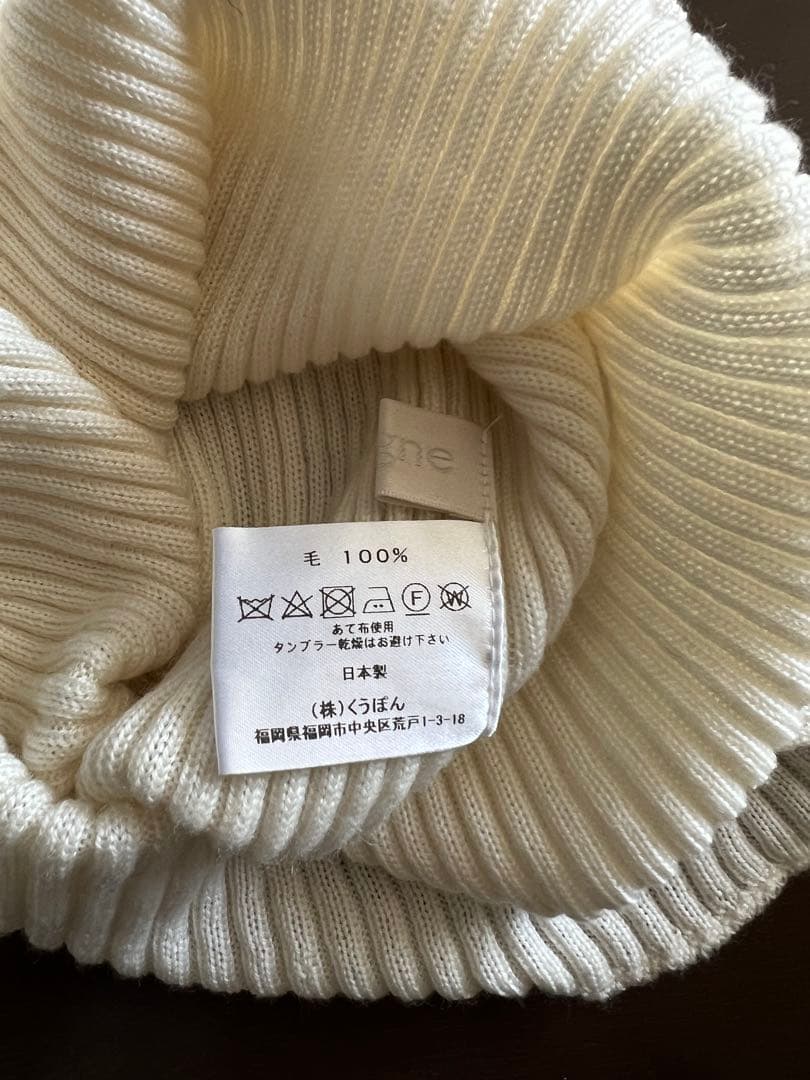 gne
毛 100%
F W
あて布使用
タンブラー乾燥はお避け下さい
日本製
(株)くうぽん
福岡県福岡市中央区荒戸1-3-18